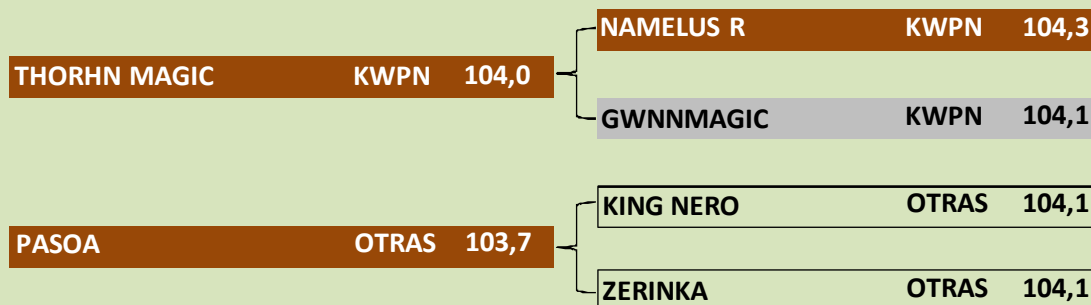 NAMELUS R KWPN 104,3
THORHN MAGIC KWPN 104,0
GWNNMAGIC KWPN 104,1
KING NERO OTRAS 104,1
PASOA OTRAS 103,7
ZERINKA OTRAS 104,1